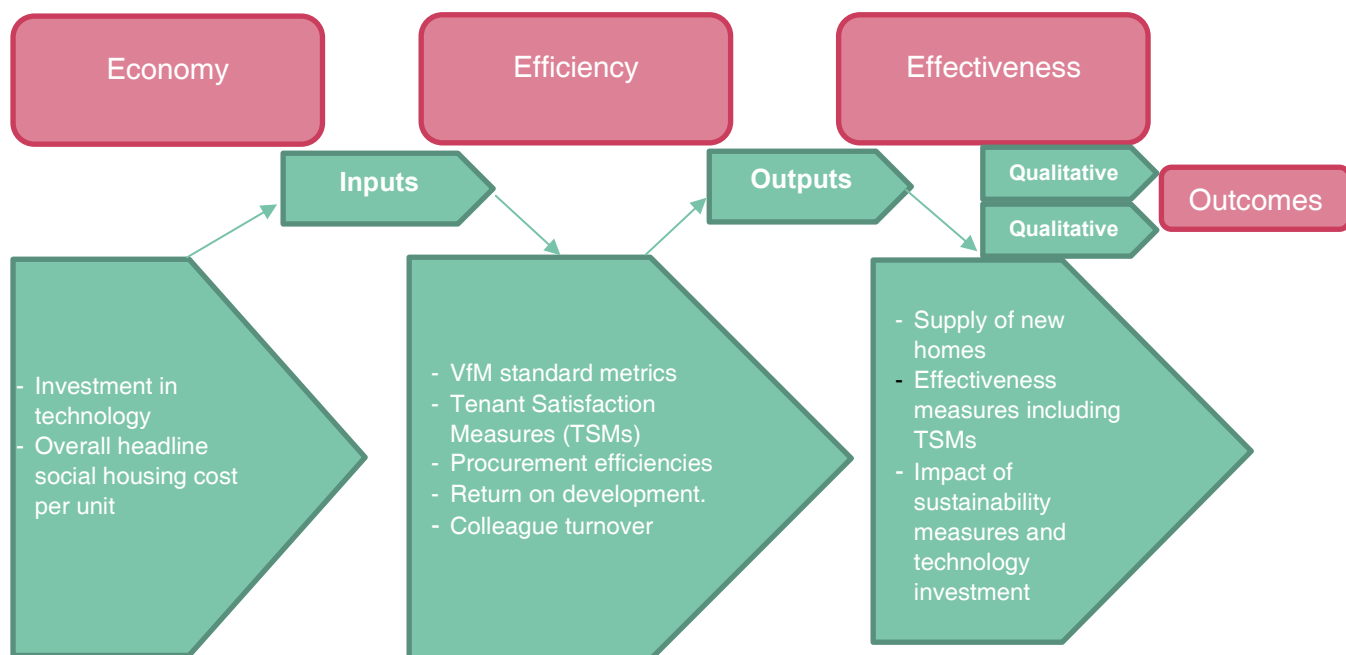 Economy
Efficiency
Effectiveness
Inputs
Outputs
Qualitative
Qualitative
Outcomes
- Investment in
technology
- Overall headline
social housing cost
per unit
- VfM standard metrics
- Tenant Satisfaction
Measures (TSMs)
- Procurement efficiencies
- Return on development.
- Colleague turnover
- Supply of new
homes
- Effectiveness
measures including
TSMs
- Impact of
sustainability
measures and
technology
investment